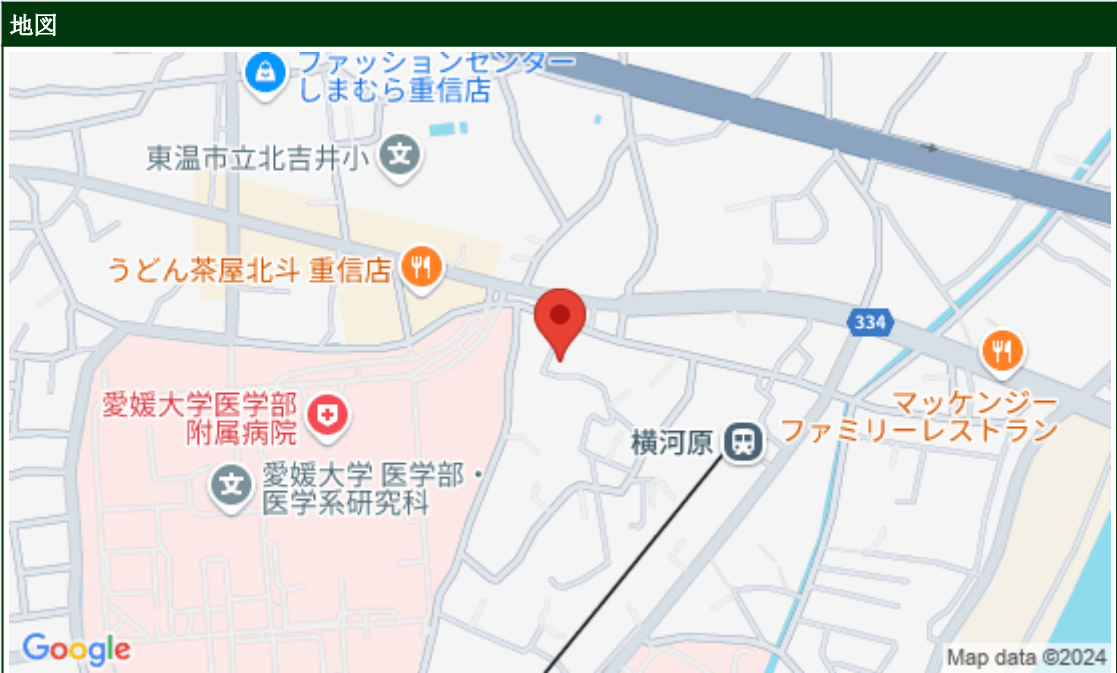 地図
ファッションセンター
しまむら重信店
東温市立北吉井小
文
うどん茶屋北斗 重信店
334
愛媛大学医学部
附属病院
マッケンジー
ファミリーレストラン
横河原
文
愛媛大学 医学部・
医学系研究科
Google
Map data ©2024